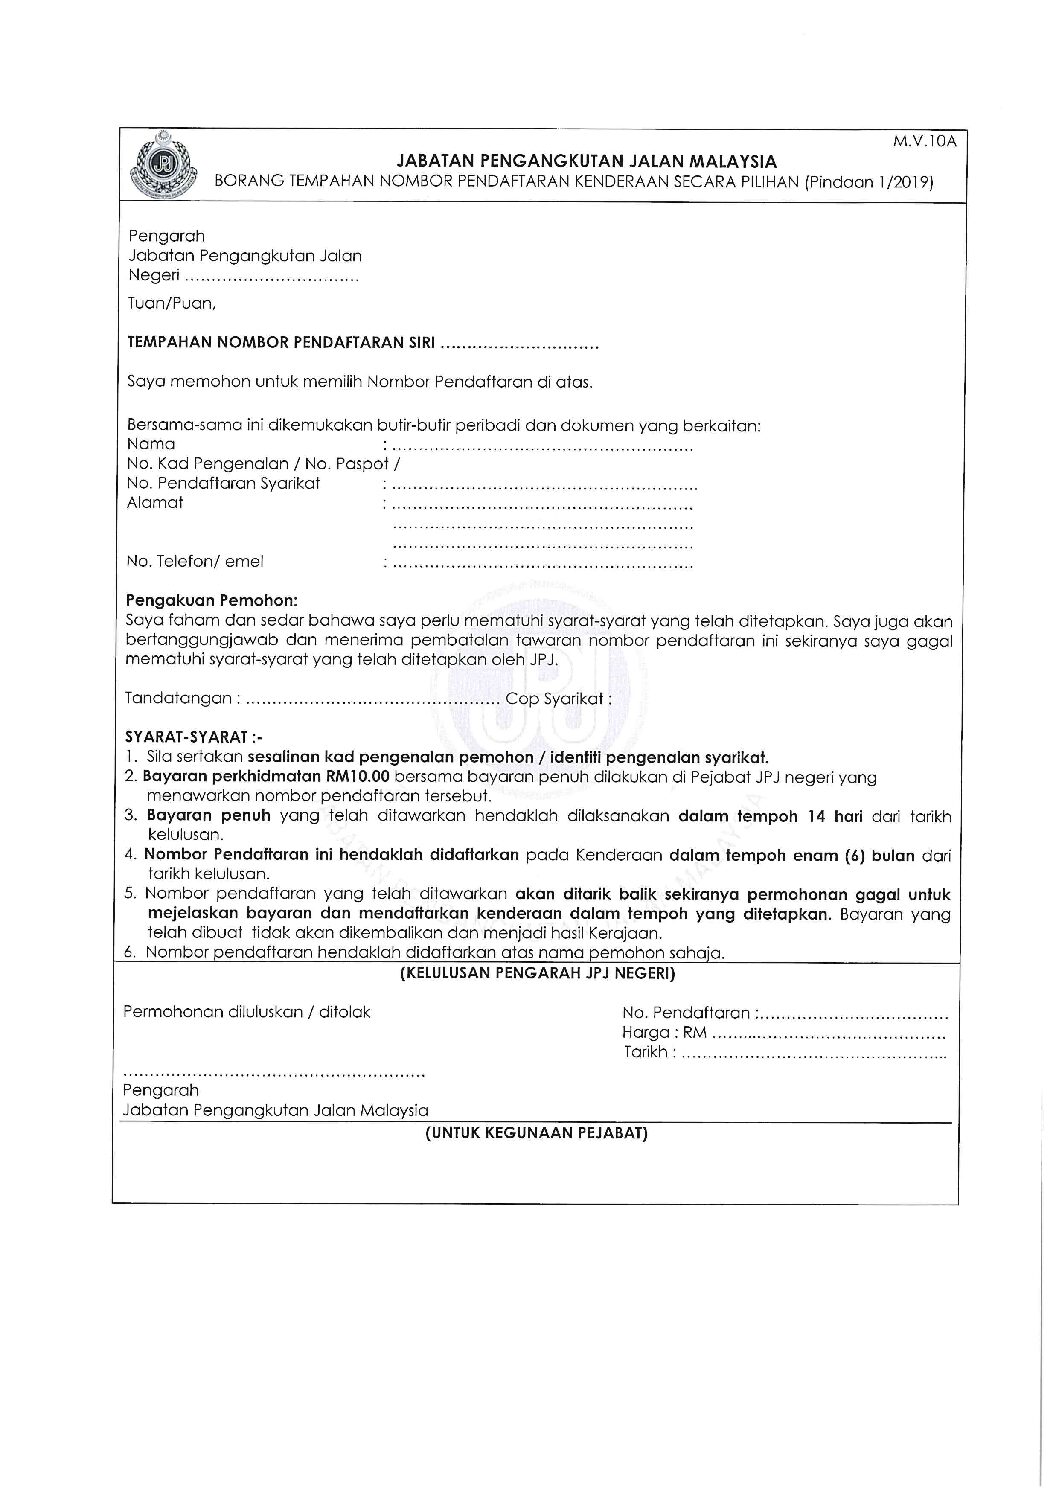 M.V.10A
JABATAN PENGANGKUTAN JALAN MALAYSIA
BORANG TEMPAHAN NOMBOR PENDAFTARAN KENDERAAN SECARA PILIHAN (Pindaan 1/2019)
JPJ
Pengarah
Jabatan Pengangkutan Jalan
Negeri .................................
Tuan/Puan,
TEMPAHAN NOMBOR PENDAFTARAN SIRI ..............................
Saya memohon untuk memilih Nombor Pendaftaran di atas.
Bersama-sama ini dikemukakan butir-butir peribadi dan dokumen yang berkaitan:
Nama : .........................................................
No. Kad Pengenalan / No. Paspot /
No. Pendaftaran Syarikat : ..........................................................
Alamat : .........................................................
.........................................................
.........................................................
No. Telefon/ emel : .........................................................
Pengakuan Pemohon:
Saya faham dan sedar bahawa saya perlu mematuhi syarat-syarat yang telah ditetapkan. Saya juga akan
bertanggungjawab dan menerima pembatalan tawaran nombor pendaftaran ini sekiranya saya gagal
mematuhi syarat-syarat yang telah ditetapkan oleh JPJ.
Tandatangan : ................................................ Cop Syarikat :
SYARAT-SYARAT :-
1. Sila sertakan sesalinan kad pengenalan pemohon / identiti pengenalan syarikat.
2. Bayaran perkhidmatan RM10.00 bersama bayaran penuh dilakukan di Pejabat JPJ negeri yang
menawarkan nombor pendaftaran tersebut.
3. Bayaran penuh yang telah ditawarkan hendaklah dilaksanakan dalam tempoh 14 hari dari tarikh
kelulusan.
4. Nombor Pendaftaran ini hendaklah didaftarkan pada Kenderaan dalam tempoh enam (6) bulan dari
tarikh kelulusan.
5. Nombor pendaftaran yang telah ditawarkan akan ditarik balik sekiranya permohonan gagal untuk
mejelaskan bayaran dan mendaftarkan kenderaan dalam tempoh yang ditetapkan. Bayaran yang
telah dibuat tidak akan dikembalikan dan menjadi hasil Kerajaan.
6. Nombor pendaftaran hendaklah didaftarkan atas nama pemohon sahaja.
(KELULUSAN PENGARAH JPJ NEGERI)
Permohonan diluluskan / ditolak
No. Pendaftaran :....................................
Harga : RM ............................................
Tarikh : ..................................................
.........................................................
Pengarah
Jabatan Pengangkutan Jalan Malaysia
(UNTUK KEGUNAAN PEJABAT)